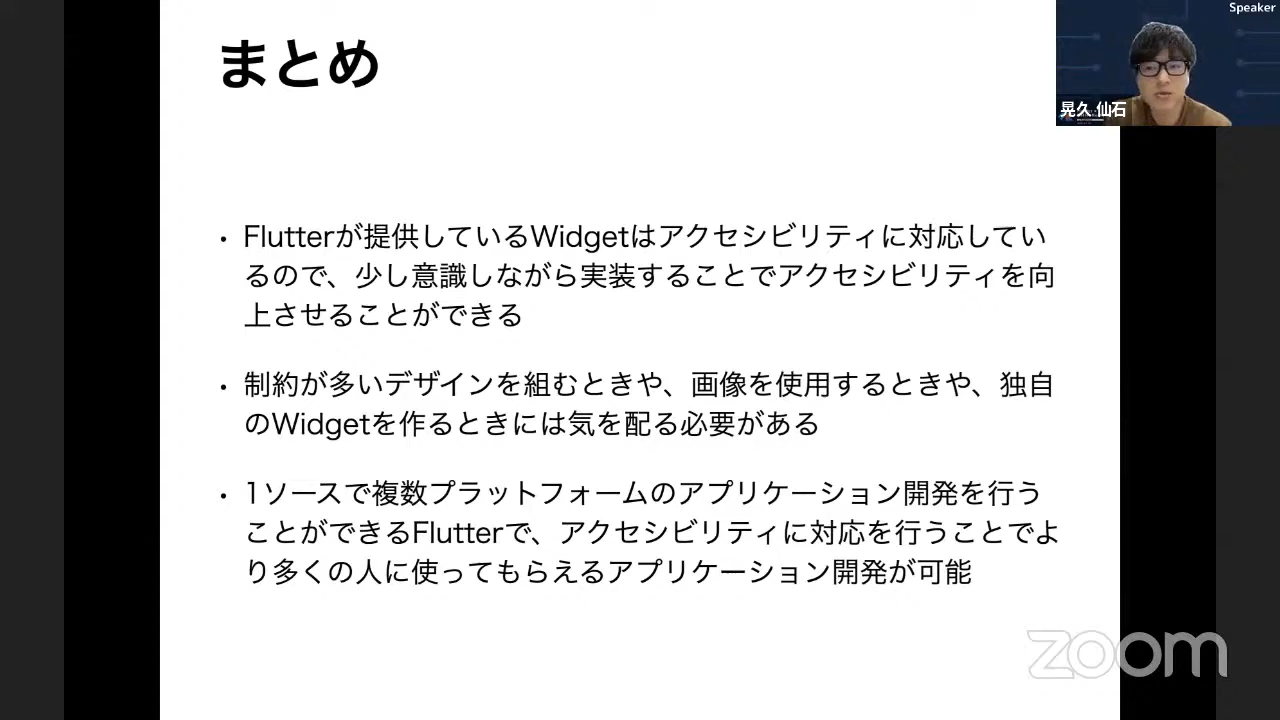 Speaker
まとめ
晃久 仙石
・Flutterが提供しているWidgetはアクセシビリティに対応してい
るので、少し意識しながら実装することでアクセシビリティを向
上させることができる
・制約が多いデザインを組むときや、画像を使用するときや、独自
のWidgetを作るときには気を配る必要がある
・1ソースで複数プラットフォームのアプリケーション開発を行う
ことができるFlutterで、アクセシビリティに対応を行うことでよ
り多くの人に使ってもらえるアプリケーション開発が可能
zoom